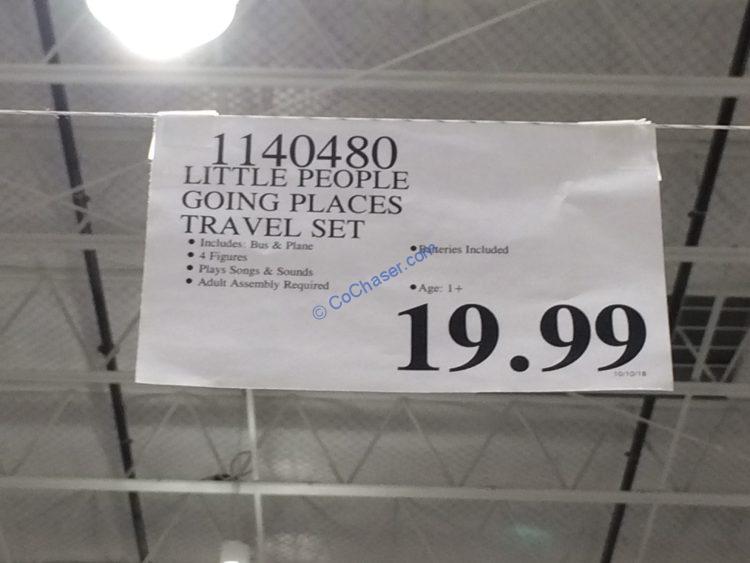 1140480
LITTLE PEOPLE
GOING PLACES
TRAVEL SET
• Includes: Bus & Plane
• 4 Figures
• Plays Songs & Sounds
• Adult Assembly Required
• Batteries Included
• Age: 1+
19.99
10/10/18
© CoChaser.com